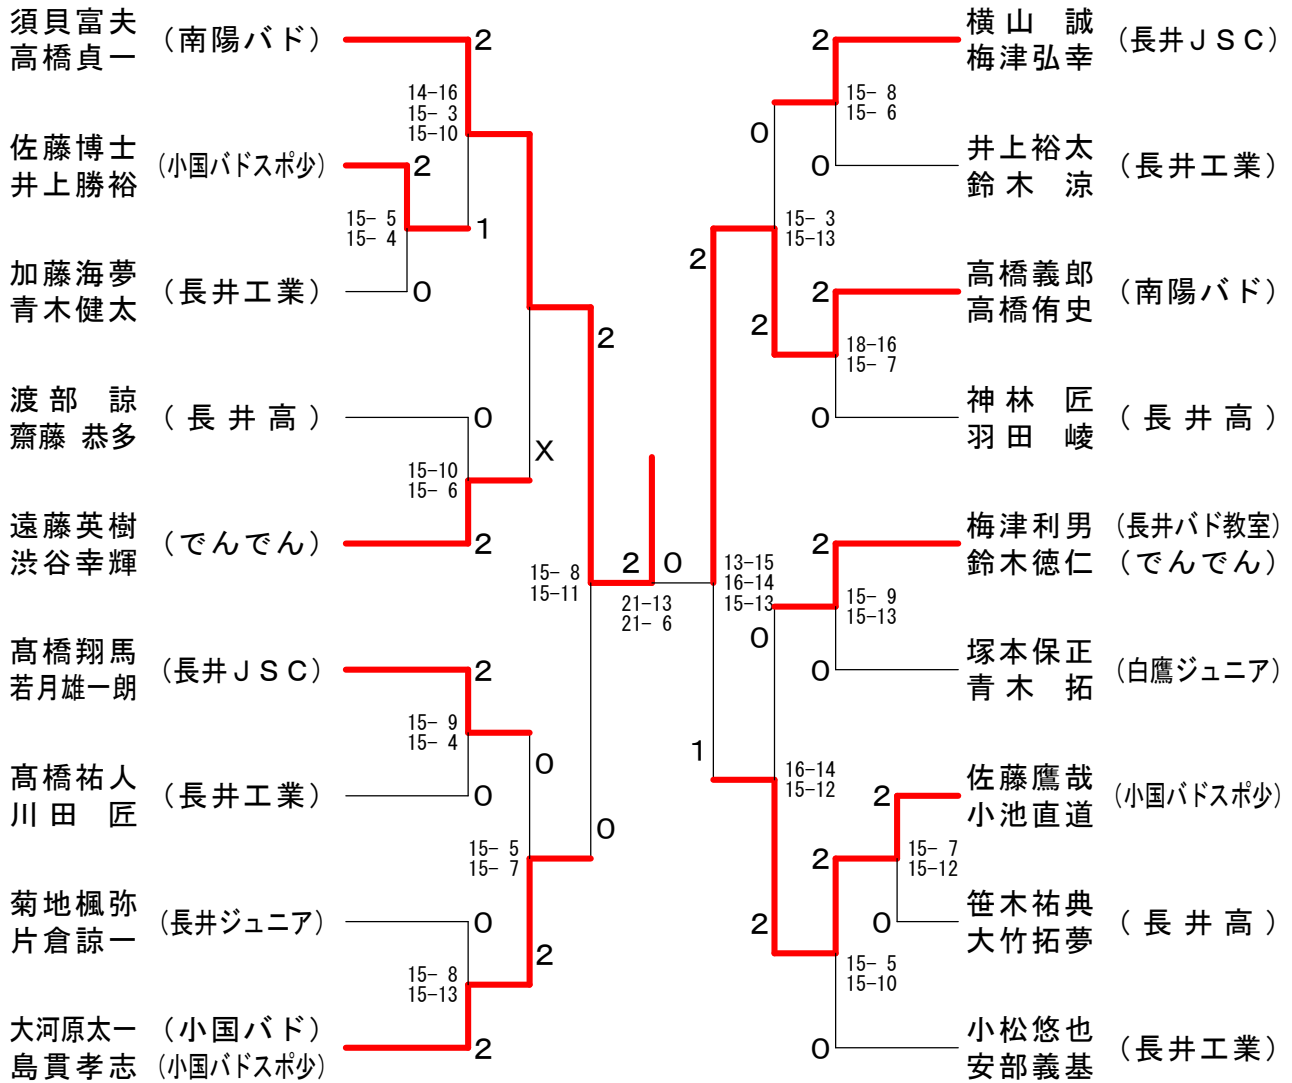 須貝富夫
高橋貞一
(南陽バド)
2
14-16
15- 3
15-10
佐藤博士
井上勝裕
(小国バドスポ少)
2
15- 5
15- 4
1
加藤海夢
青木健太
(長井工業)
0
2
渡部 諒
齋藤 恭多
(長井高)
0
X
15-10
15- 6
遠藤英樹
渋谷幸輝
(でんでん)
2
15- 8
15-11
髙橋翔馬
若月雄一朗
(長井JSC)
2
15- 9
15- 4
0
髙橋祐人
川田 匠
(長井工業)
0
0
15- 5
15- 7
菊地楓弥
片倉諒一
(長井ジュニア)
0
2
15- 8
15-13
大河原太一
島貫孝志
(小国バド)
(小国バドスポ少)
2
2
0
21-13
21- 6
横山 誠
梅津弘幸
(長井JSC)
2
15- 8
15- 6
0
井上裕太
鈴木 涼
(長井工業)
0
15- 3
15-13
2
高橋義郎
高橋侑史
(南陽バド)
2
2
18-16
15- 7
神林 匠
羽田 崚
(長井高)
0
梅津利男
鈴木徳仁
(長井バド教室)
(でんでん)
2
13-15
16-14
15-13
15- 9
15-13
0
塚本保正
青木 拓
(白鷹ジュニア)
0
1
16-14
15-12
佐藤鷹哉
小池直道
(小国バドスポ少)
2
2
15- 7
15-12
笹木祐典
大竹拓夢
(長井高)
0
2
15- 5
15-10
小松悠也
安部義基
(長井工業)
0